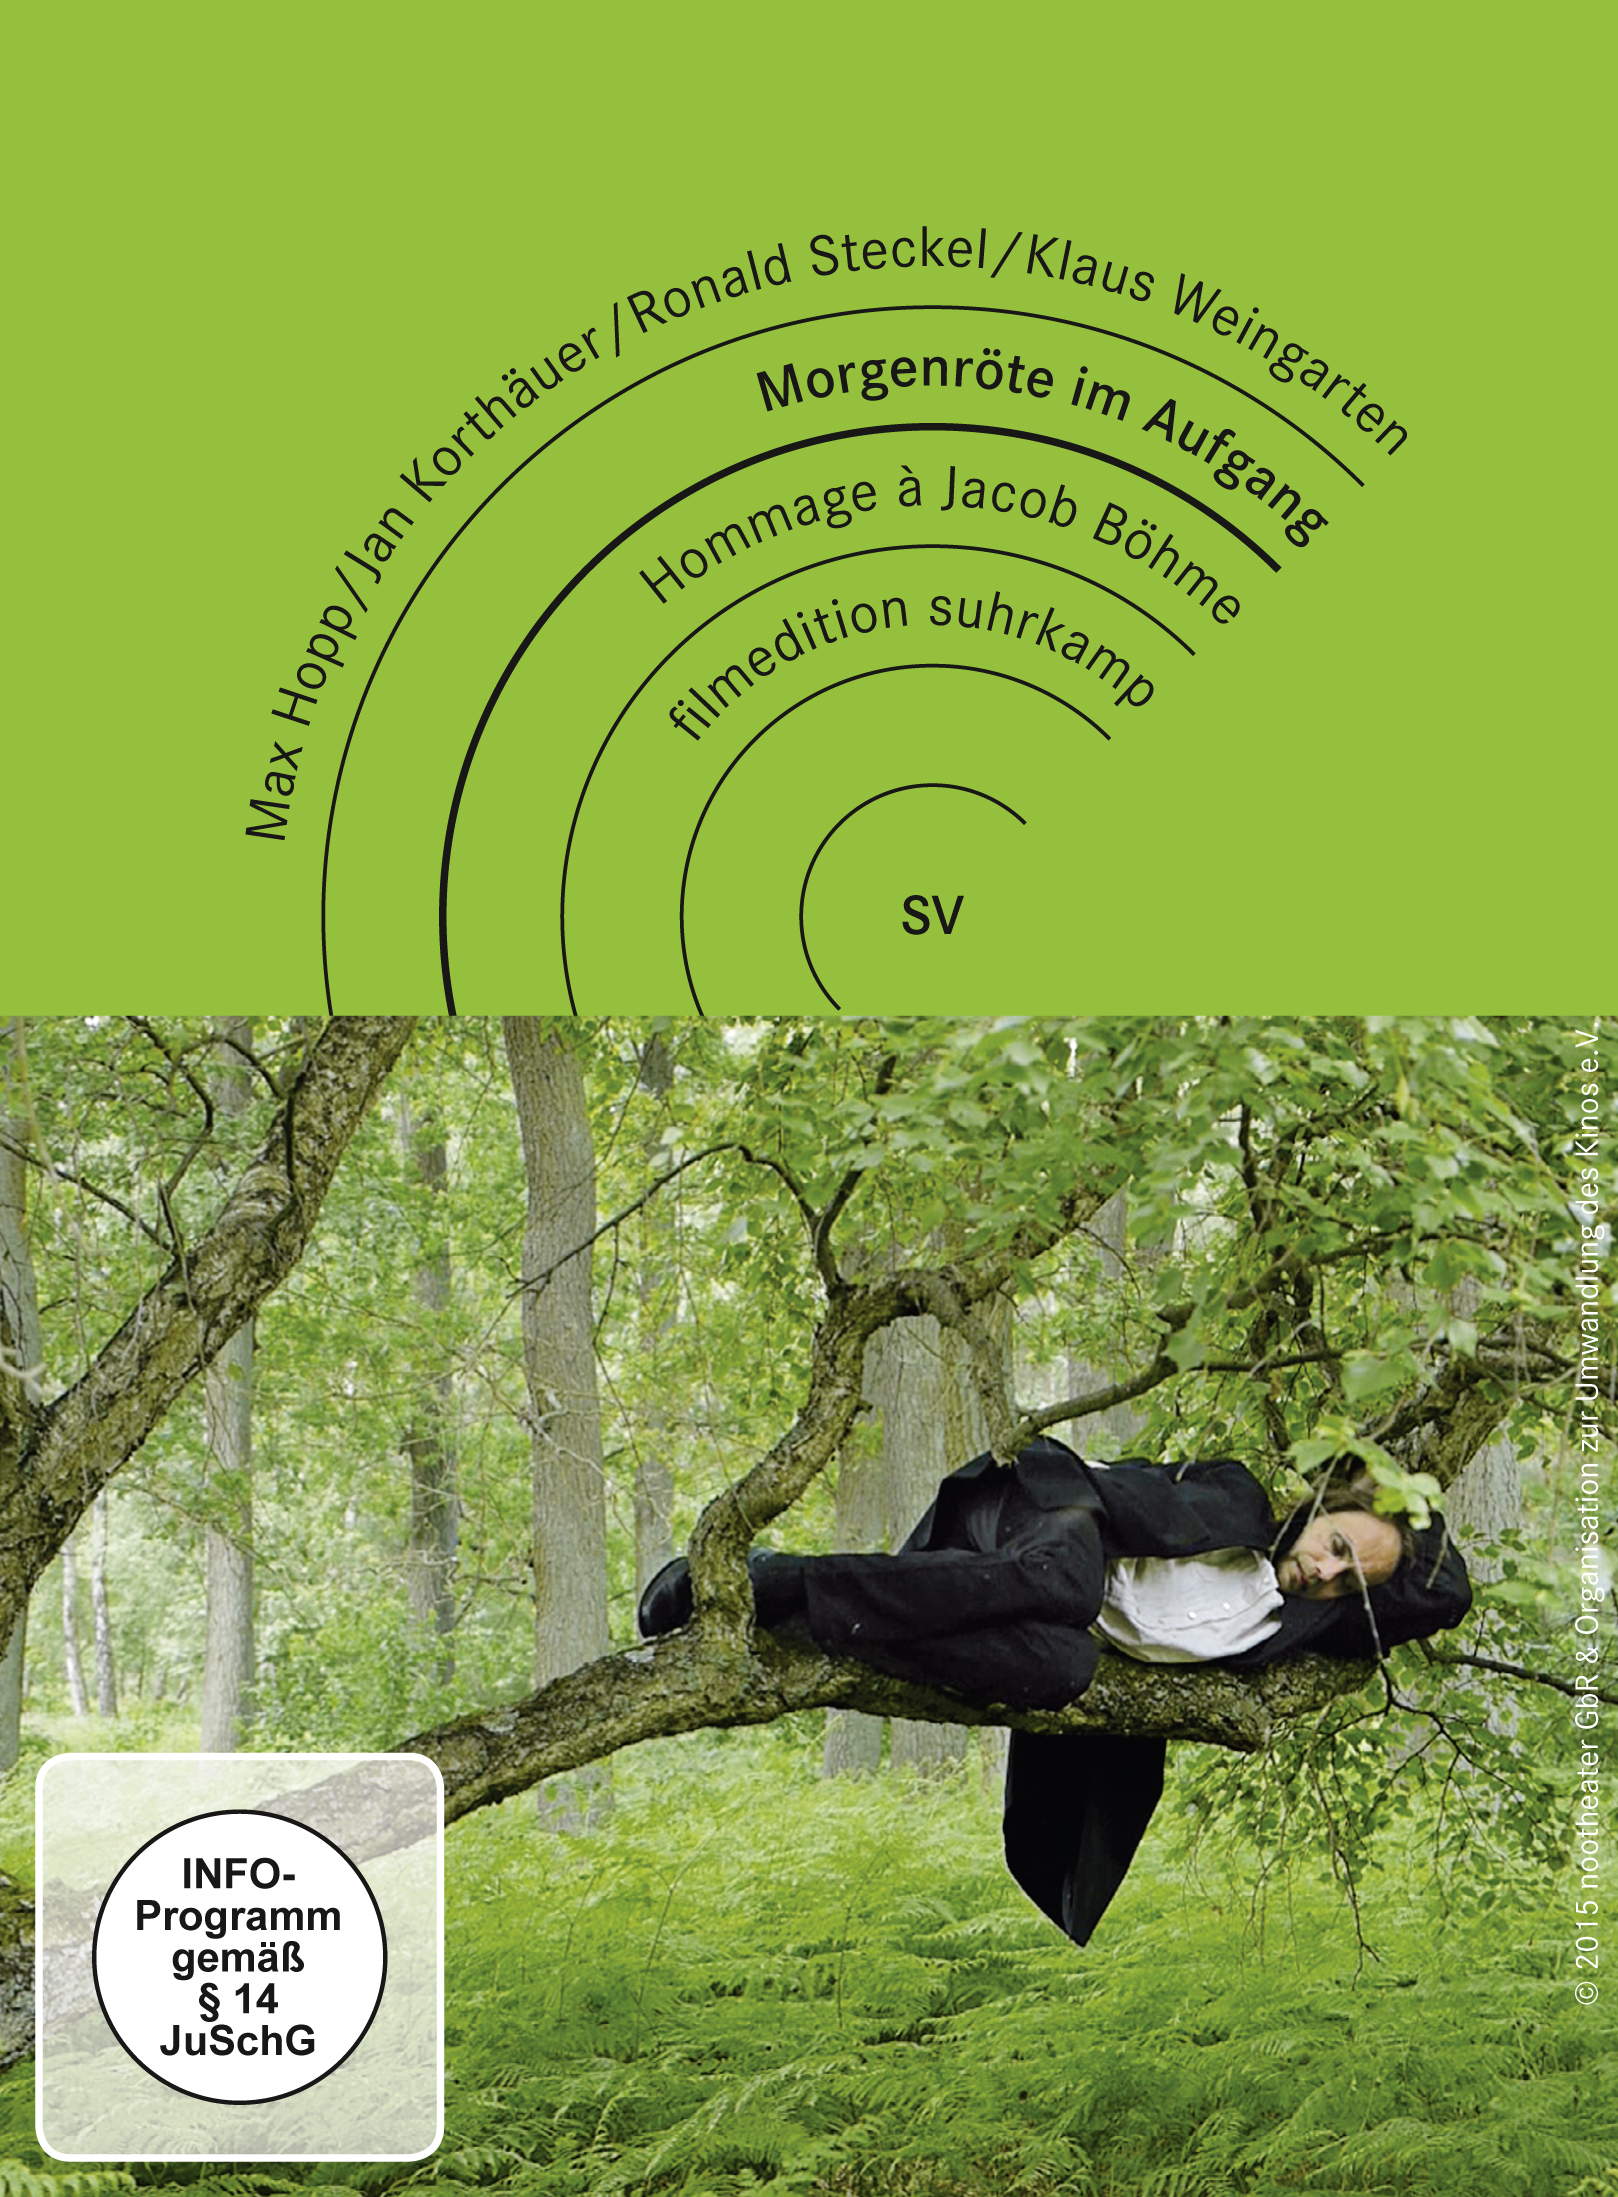 Max Hopp/Jan Korthäuer/Ronald Steckel/Klaus Weingarten
Morgenröte im Aufgang
Hommage à Jacob Böhme
filmedition suhrkamp
SV
© 2015 nootheater GbR & Organisation zur Umwandlung des Kinos e.V.
INFO-
Programm
gemäß
§ 14
JuSchG